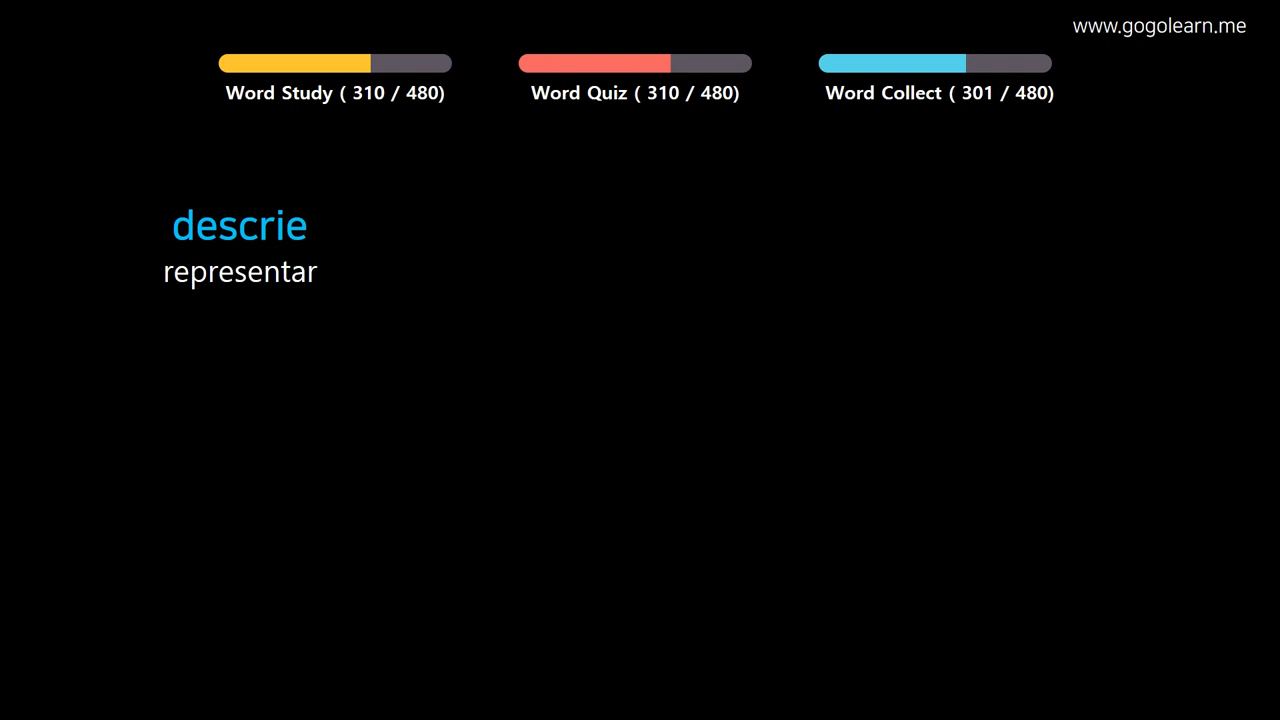 www.gogolearn.me
Word Study ( 310 / 480)
Word Quiz ( 310 / 480)
Word Collect ( 301 / 480)
descrie
representar